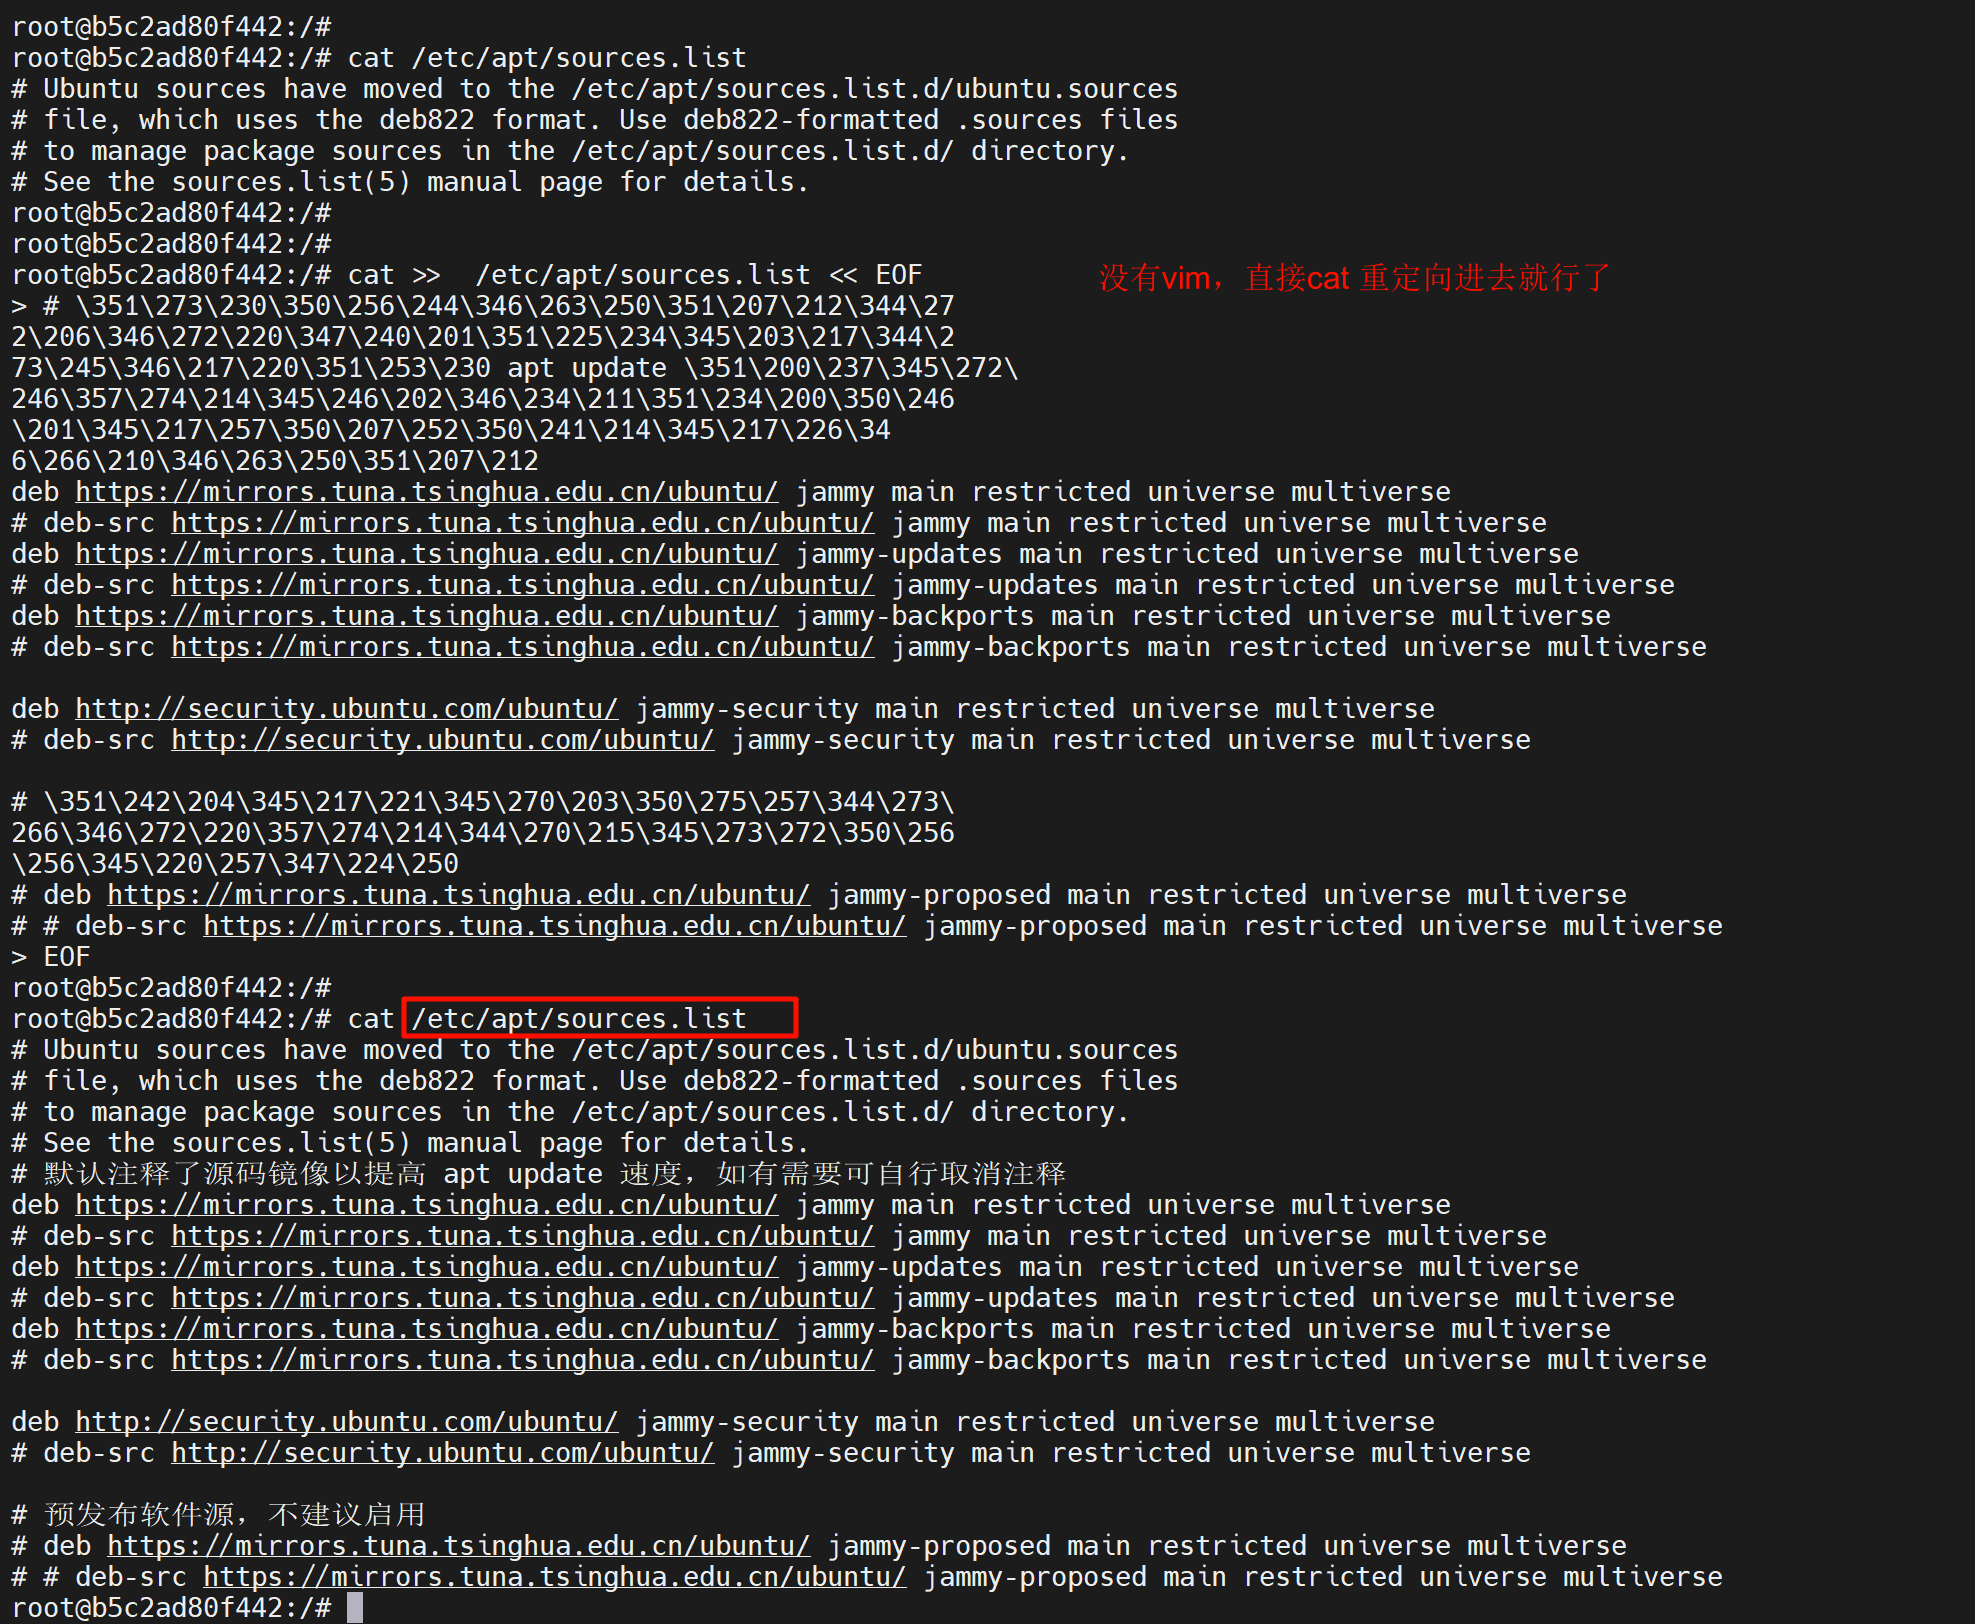 root@b5c2ad80f442:/#
root@b5c2ad80f442:/# cat /etc/apt/sources.list
# Ubuntu sources have moved to the /etc/apt/sources.list.d/ubuntu.sources
# file, which uses the deb822 format. Use deb822-formatted .sources files
# to manage package sources in the /etc/apt/sources.list.d/ directory.
# See the sources.list(5) manual page for details.
root@b5c2ad80f442:/#
root@b5c2ad80f442:/#
root@b5c2ad80f442:/# cat >>  /etc/apt/sources.list << EOF
没有vim，直接cat 重定向进去就行了
> # \351\273\230\350\256\244\346\263\250\351\207\212\344\27
2\206\346\272\220\347\240\201\351\225\234\345\203\217\344\2
73\245\346\217\220\351\253\230 apt update \351\200\237\345\272\
246\357\274\214\345\246\202\346\234\211\351\234\200\350\246
\201\345\217\257\350\207\252\350\241\214\345\217\226\34
6\266\210\346\263\250\351\207\212
deb https://mirrors.tuna.tsinghua.edu.cn/ubuntu/ jammy main restricted universe multiverse
# deb-src https://mirrors.tuna.tsinghua.edu.cn/ubuntu/ jammy main restricted universe multiverse
deb https://mirrors.tuna.tsinghua.edu.cn/ubuntu/ jammy-updates main restricted universe multiverse
# deb-src https://mirrors.tuna.tsinghua.edu.cn/ubuntu/ jammy-updates main restricted universe multiverse
deb https://mirrors.tuna.tsinghua.edu.cn/ubuntu/ jammy-backports main restricted universe multiverse
# deb-src https://mirrors.tuna.tsinghua.edu.cn/ubuntu/ jammy-backports main restricted universe multiverse
deb http://security.ubuntu.com/ubuntu/ jammy-security main restricted universe multiverse
# deb-src http://security.ubuntu.com/ubuntu/ jammy-security main restricted universe multiverse
# \351\242\204\345\217\221\345\270\203\350\275\257\344\273\
266\346\272\220\357\274\214\344\270\215\345\273\272\350\256
\256\345\220\257\347\224\250
# deb https://mirrors.tuna.tsinghua.edu.cn/ubuntu/ jammy-proposed main restricted universe multiverse
# # deb-src https://mirrors.tuna.tsinghua.edu.cn/ubuntu/ jammy-proposed main restricted universe multiverse
> EOF
root@b5c2ad80f442:/#
root@b5c2ad80f442:/# cat /etc/apt/sources.list
# Ubuntu sources have moved to the /etc/apt/sources.list.d/ubuntu.sources
# file, which uses the deb822 format. Use deb822-formatted .sources files
# to manage package sources in the /etc/apt/sources.list.d/ directory.
# See the sources.list(5) manual page for details.
# 默认注释了源码镜像以提高 apt update 速度，如有需要可自行取消注释
deb https://mirrors.tuna.tsinghua.edu.cn/ubuntu/ jammy main restricted universe multiverse
# deb-src https://mirrors.tuna.tsinghua.edu.cn/ubuntu/ jammy main restricted universe multiverse
deb https://mirrors.tuna.tsinghua.edu.cn/ubuntu/ jammy-updates main restricted universe multiverse
# deb-src https://mirrors.tuna.tsinghua.edu.cn/ubuntu/ jammy-updates main restricted universe multiverse
deb https://mirrors.tuna.tsinghua.edu.cn/ubuntu/ jammy-backports main restricted universe multiverse
# deb-src https://mirrors.tuna.tsinghua.edu.cn/ubuntu/ jammy-backports main restricted universe multiverse
deb http://security.ubuntu.com/ubuntu/ jammy-security main restricted universe multiverse
# deb-src http://security.ubuntu.com/ubuntu/ jammy-security main restricted universe multiverse
# 预发布软件源，不建议启用
# deb https://mirrors.tuna.tsinghua.edu.cn/ubuntu/ jammy-proposed main restricted universe multiverse
# # deb-src https://mirrors.tuna.tsinghua.edu.cn/ubuntu/ jammy-proposed main restricted universe multiverse
root@b5c2ad80f442:/#